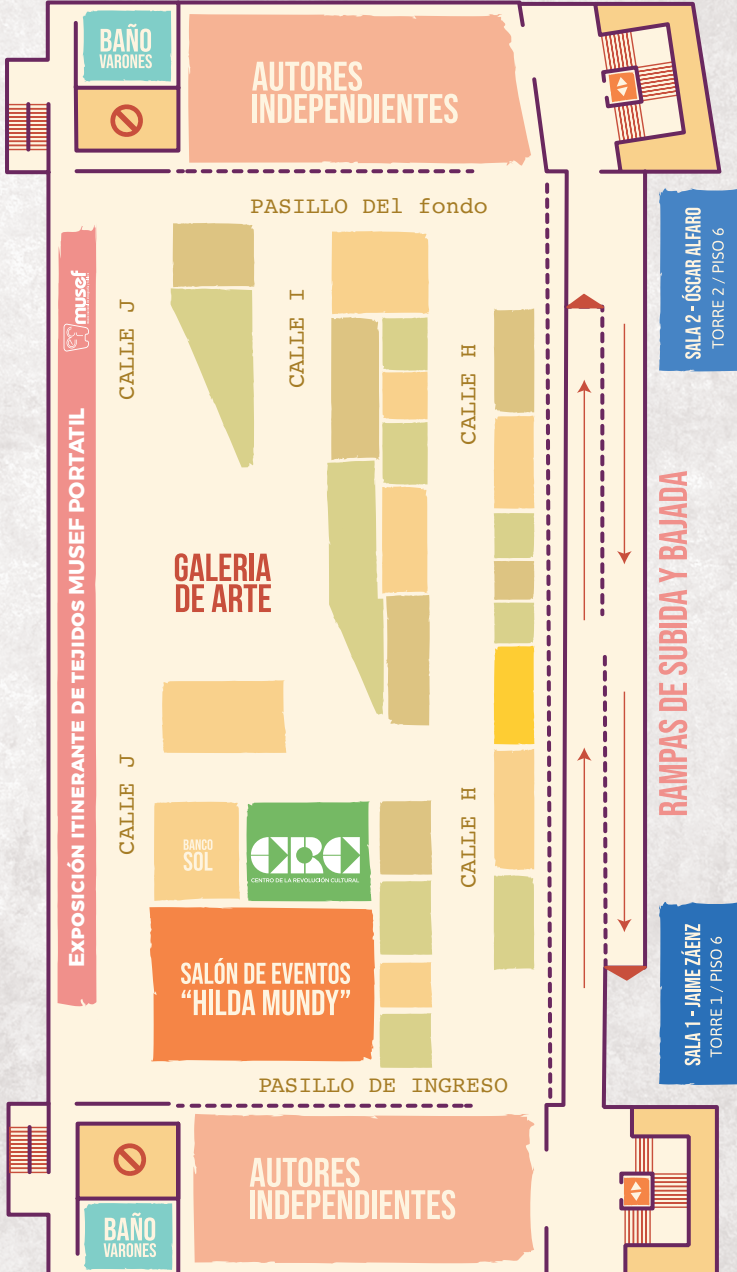 BAÑO
VARONES
AUTORES
INDEPENDIENTES
PASILLO DEl fondo
musef
EXPOSICIÓN ITINERANTE DE TEJIDOS MUSEF PORTATIL
CALLE J
CALLE I
CALLE H
SALA 2 - ÓSCAR ALFARO
TORRE 2 / PISO 6
GALERÍA
DE ARTE
RAMPAS DE SUBIDA Y BAJADA
CALLE J
BANCO
SOL
CRC
CENTRO DE LA REVOLUCIÓN CULTURAL
CALLE H
SALÓN DE EVENTOS
“HILDA MUNDY”
SALA 1 - JAIME ZÁENZ
TORRE 1 / PISO 6
PASILLO DE INGRESO
AUTORES
INDEPENDIENTES
BAÑO
VARONES